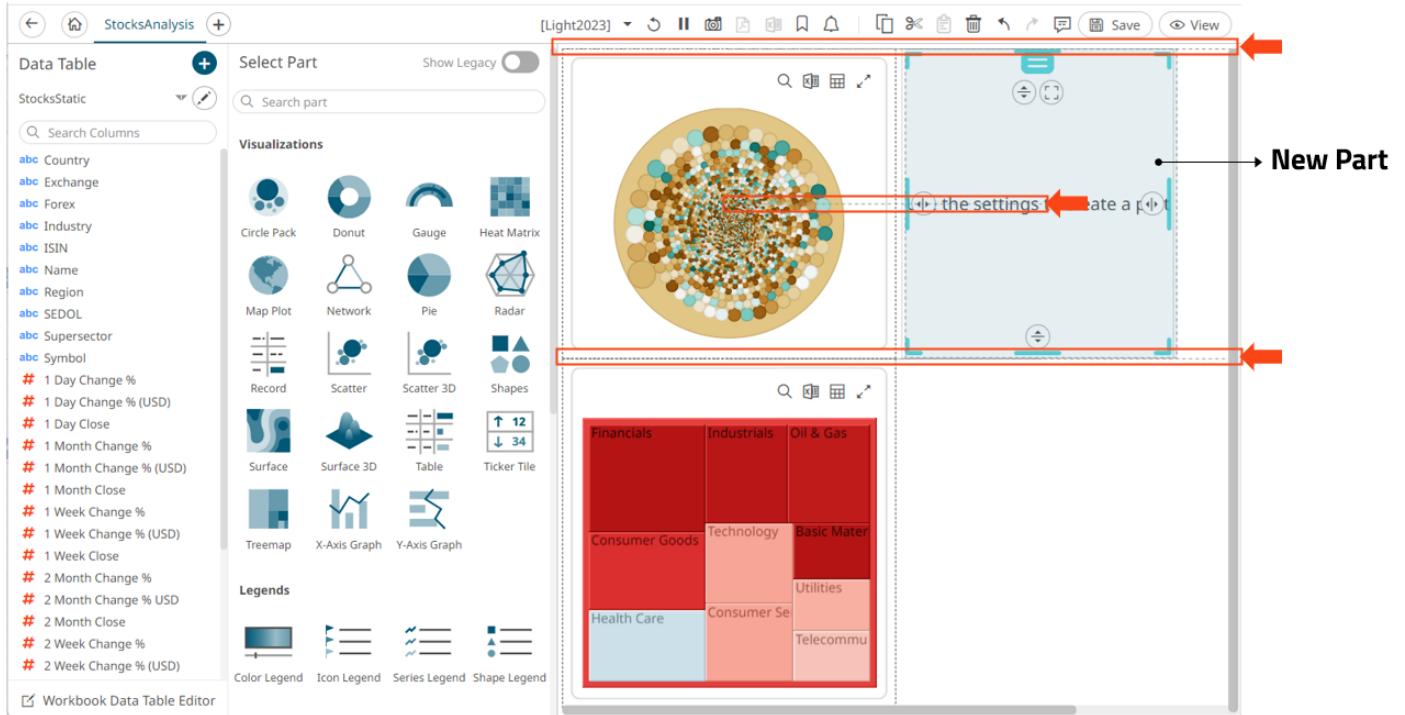 StocksAnalysis
[Light2023]
Save
View
Data Table
StocksStatic
Search Columns
abc Country
abc Exchange
abc Forex
abc Industry
abc ISIN
abc Name
abc Region
abc SEDOL
abc Supersector
abc Symbol
# 1 Day Change %
# 1 Day Change % (USD)
# 1 Day Close
# 1 Month Change %
# 1 Month Change % (USD)
# 1 Month Close
# 1 Week Change %
# 1 Week Change % (USD)
# 1 Week Close
# 2 Month Change %
# 2 Month Change % USD
# 2 Month Close
# 2 Week Change %
# 2 Week Change % (USD)
Workbook Data Table Editor
Select Part
Show Legacy
Search part
Visualizations
Circle Pack Donut Gauge Heat Matrix
Map Plot Network Pie Radar
Record Scatter Scatter 3D Shapes
12
34
Surface Surface 3D Table Ticker Tile
Treemap X-Axis Graph Y-Axis Graph
Legends
Color Legend Icon Legend Series Legend Shape Legend
the settings eate a
New Part
Financials Industrials Oil & Gas
Consumer Goods Technology Basic Mater
Utilities
Health Care Consumer Se
Telecommu